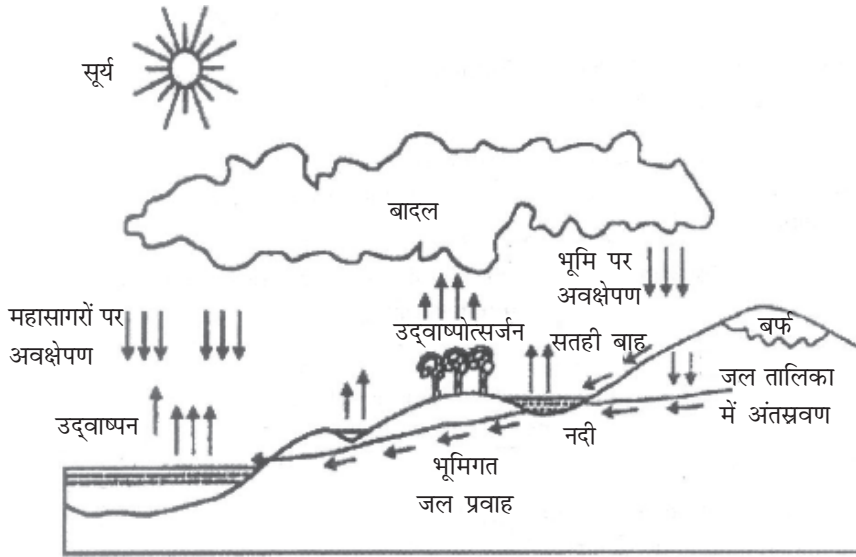 सूर्य
बादल
भूमि पर
अवक्षेपण
महासागरों पर
अवक्षेपण
उद्वाष्पोत्सर्जन
सतही बाह
बर्फ
जल तालिका
में अंतस्रवण
उद्वाष्पन
नदी
भूमिगत
जल प्रवाह